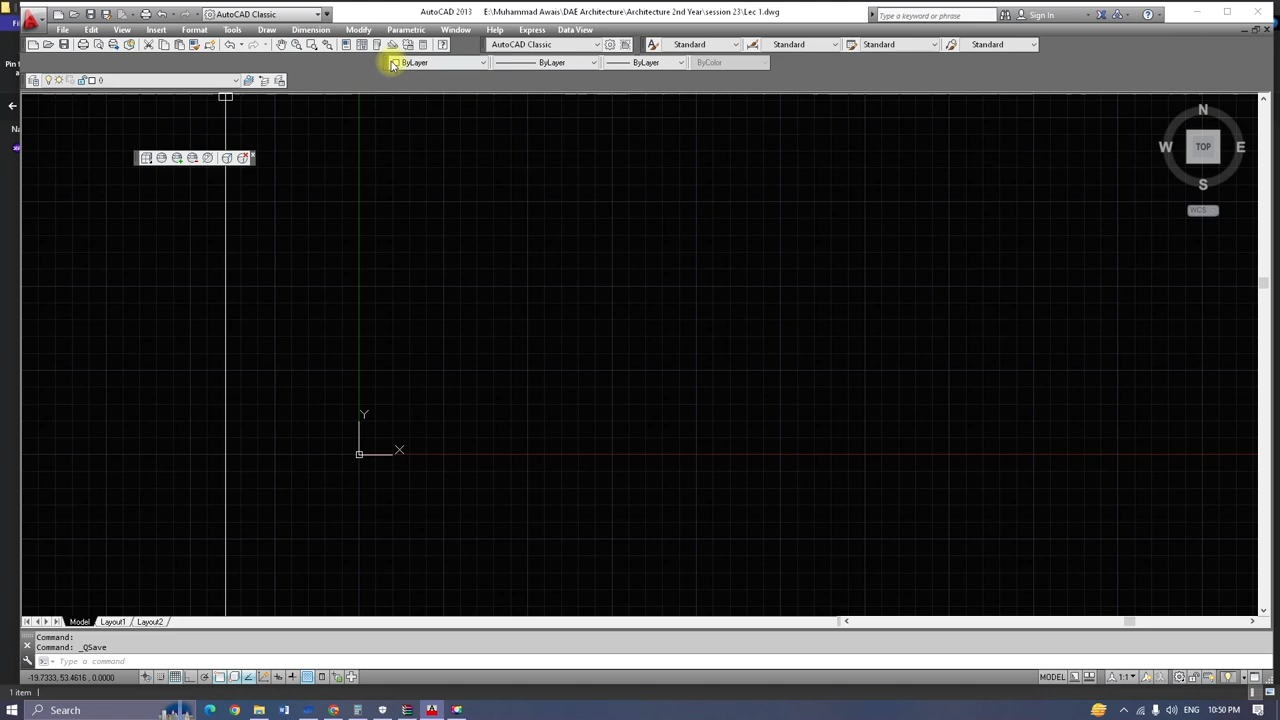 AutoCAD Classic
AutoCAD 2013 E:\Muhammad Awais\DAE Architecture\Architecture 2nd Year\session 23\Lec 1.dwg
Type a keyword or phrase
Sign In
File Edit View Insert Format Tools Draw Dimension Modify Parametric Window Help Express Data View
AutoCAD Classic Standard Standard Standard Standard
ByLayer ByLayer ByLayer ByColor
0
N
W TOP E
S
WCS
Y
X
Model Layout1 Layout2
Command:
Command: _QSave
Type a command
-19.7333, 53.4616, 0.0000 MODEL 1:1
1 item
Search ENG 10:50 PM